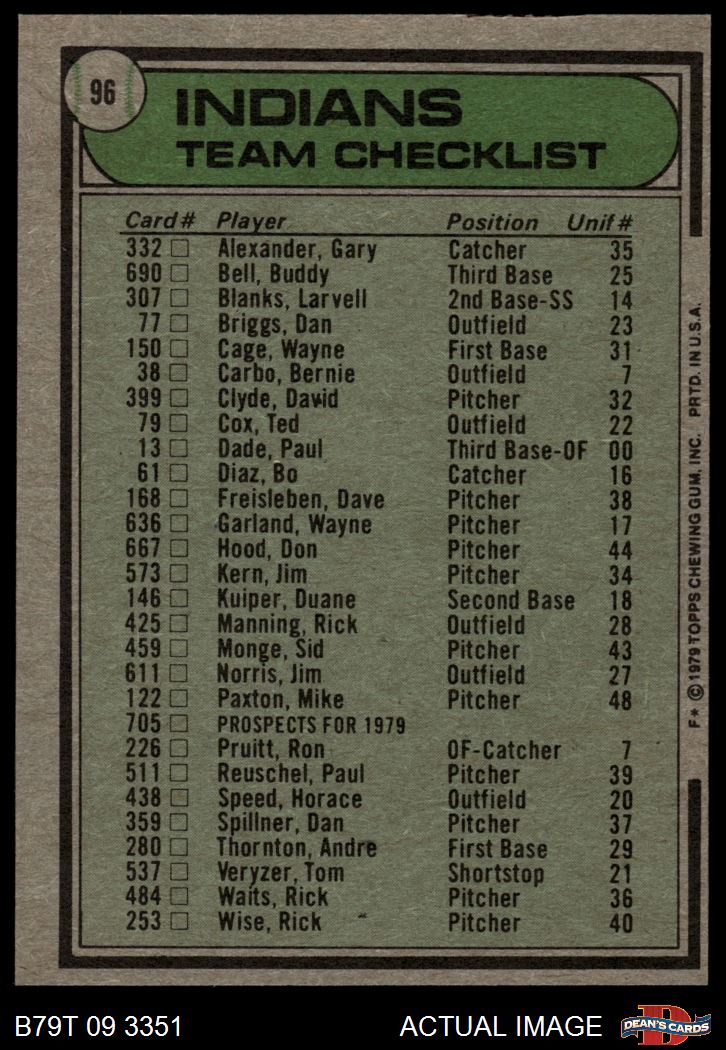 96
INDIANS
TEAM CHECKLIST
Card# Player Position Unif#
332 Alexander, Gary Catcher 35
690 Bell, Buddy Third Base 25
307 Blanks, Larvell 2nd Base-SS 14
77 Briggs, Dan Outfield 23
150 Cage, Wayne First Base 31
38 Carbo, Bernie Outfield 7
399 Clyde, David Pitcher 32
79 Cox, Ted Outfield 22
13 Dade, Paul Third Base-OF 00
61 Diaz, Bo Catcher 16
168 Freisleben, Dave Pitcher 38
636 Garland, Wayne Pitcher 17
667 Hood, Don Pitcher 44
573 Kern, Jim Pitcher 34
146 Kuiper, Duane Second Base 18
425 Manning, Rick Outfield 28
459 Monge, Sid Pitcher 43
611 Norris, Jim Outfield 27
122 Paxton, Mike Pitcher 48
705 PROSPECTS FOR 1979
226 Pruitt, Ron OF-Catcher 7
511 Reuschel, Paul Pitcher 39
438 Speed, Horace Outfield 20
359 Spillner, Dan Pitcher 37
280 Thornton, Andre First Base 29
537 Veryzer, Tom Shortstop 21
484 Waits, Rick Pitcher 36
253 Wise, Rick Pitcher 40
F* © 1979 TOPPS CHEWING GUM, INC. PRTD. IN U.S.A.
B79T 09 3351 ACTUAL IMAGE
D
DEAN'S CARDS